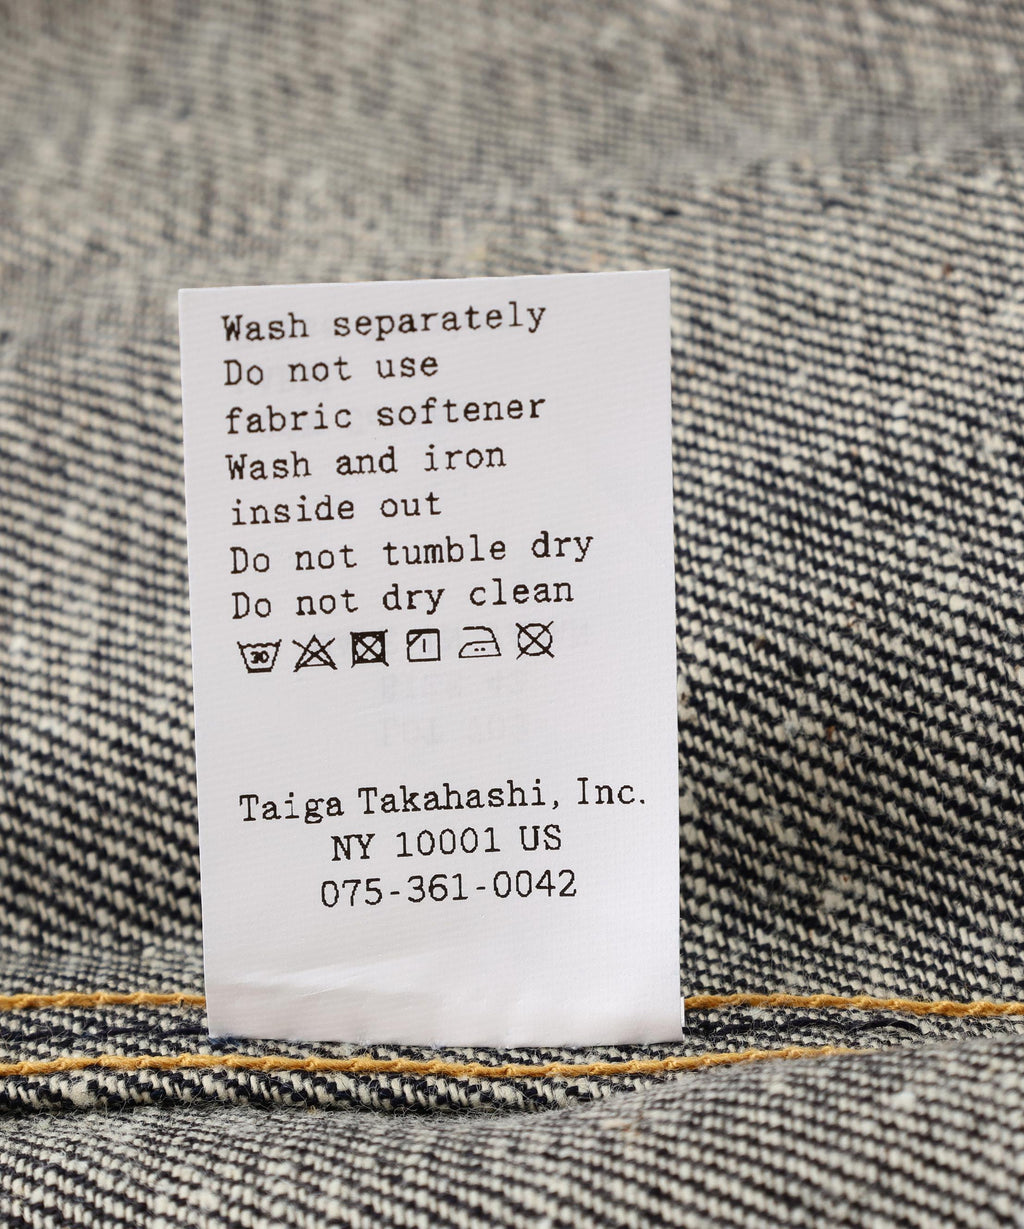 Wash separately
Do not use
fabric softener
Wash and iron
inside out
Do not tumble dry
Do not dry clean
30
Taiga Takahashi, Inc.
NY 10001 US
075-361-0042